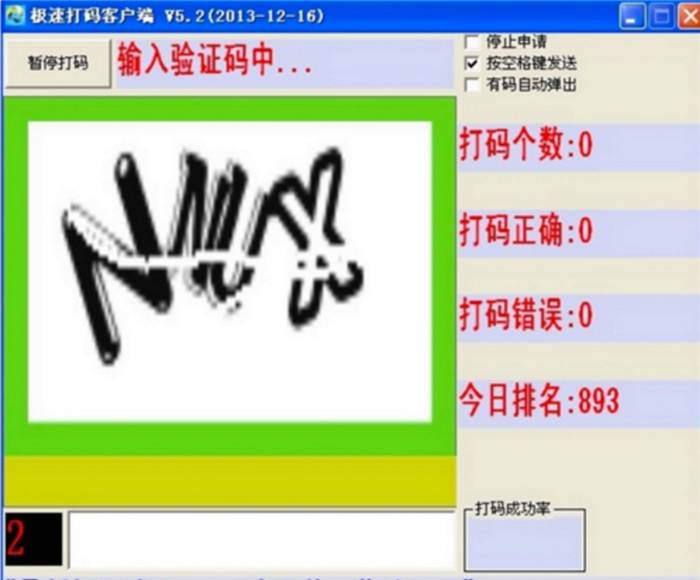 极速打码客户端 V5.2(2013-12-16)
暂停打码
输入验证码中...
停止申请
按空格键发送
有码自动弹出
打码个数:0
打码正确:0
打码错误:0
今日排名:893
打码成功率
2